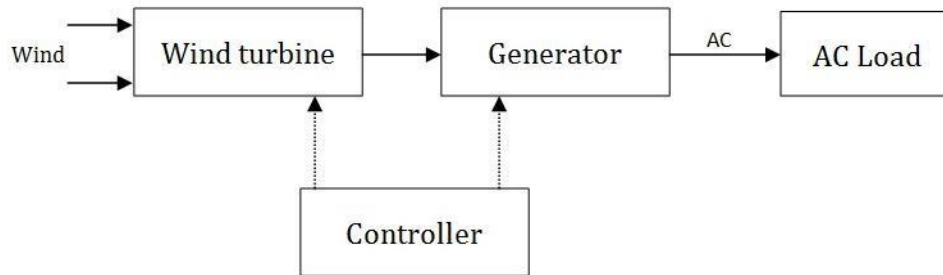 Wind
Wind turbine
Generator
AC
AC Load
Controller